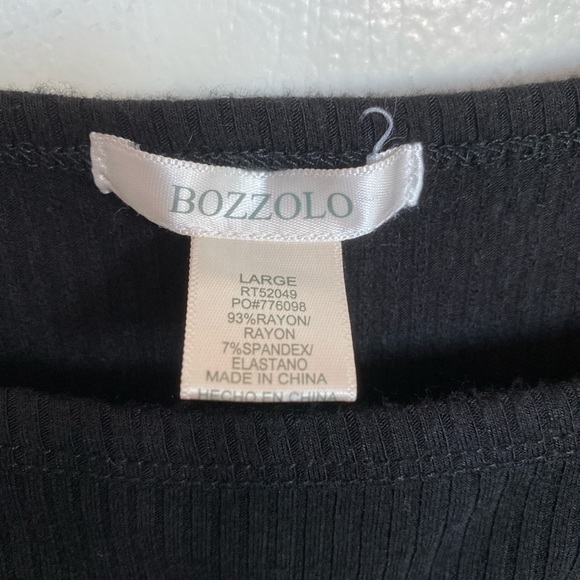 BOZZOLO
LARGE
RT52049
PO#776098
93%RAYON/
RAYON
7%SPANDEX/
ELASTANO
MADE IN CHINA
HECHO EN CHINA